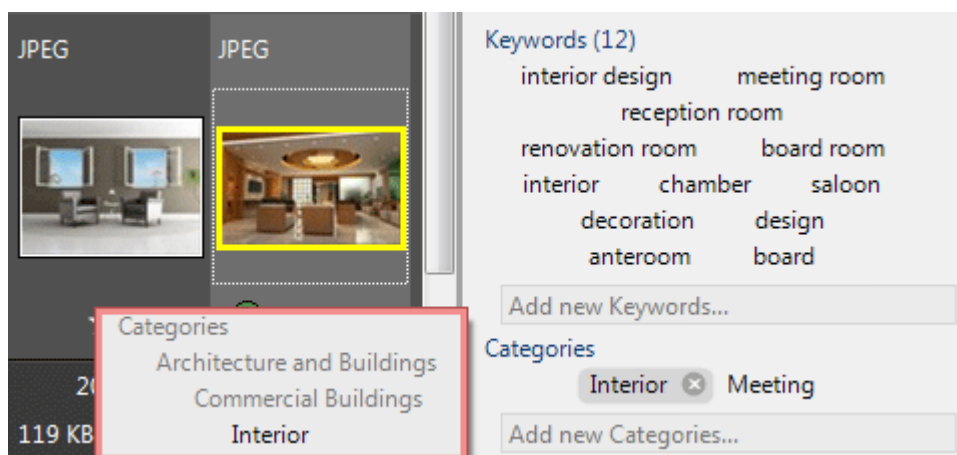 JPEG
JPEG
Categories
Architecture and Buildings
Commercial Buildings
Interior
119 KB
Keywords (12)
interior design meeting room
reception room
renovation room board room
interior chamber saloon
decoration design
anteroom board
Add new Keywords...
Categories
Interior Meeting
Add new Categories...